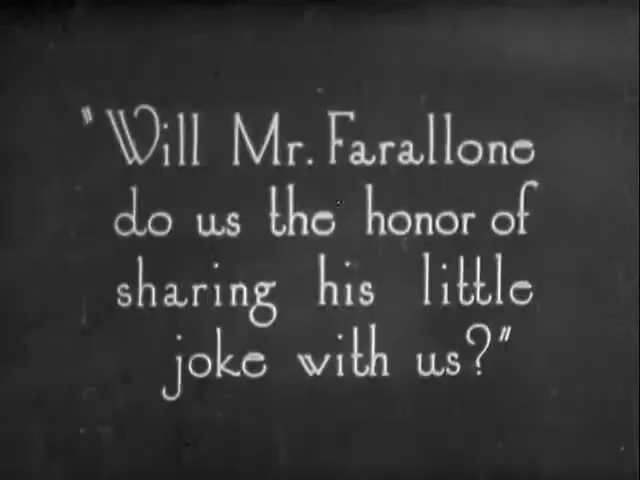 "Will Mr. Farallone
do us the honor of
sharing his little
joke with us?"